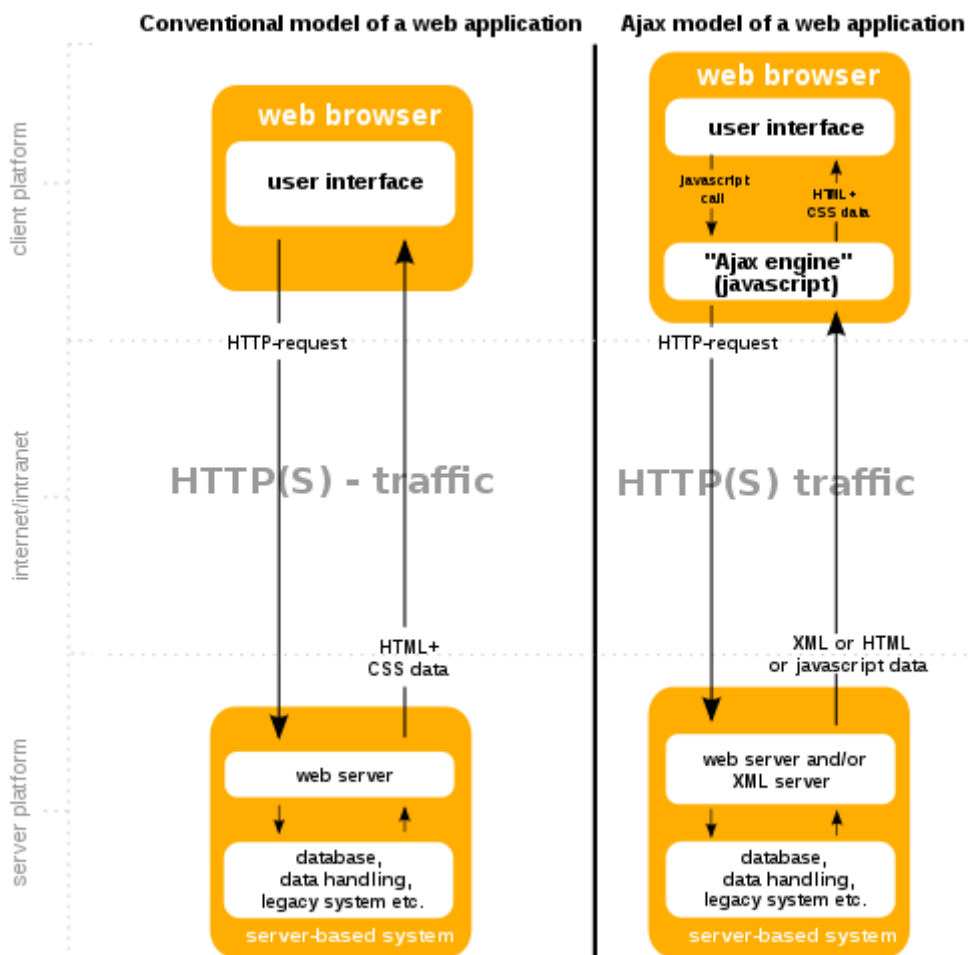 Conventional model of a web application
web browser
user interface
HTTP-request
HTTP(S) - traffic
HTML+
CSS data
web server
database,
data handling,
legacy system etc.
server-based system
Ajax model of a web application
web browser
user interface
javascript
call
HTML+
CSS data
"Ajax engine"
(javascript)
HTTP-request
HTTP(S) traffic
XML or HTML
or javascript data
web server and/or
XML server
database,
data handling,
legacy system etc.
server-based system
client platform
internet/intranet
server platform